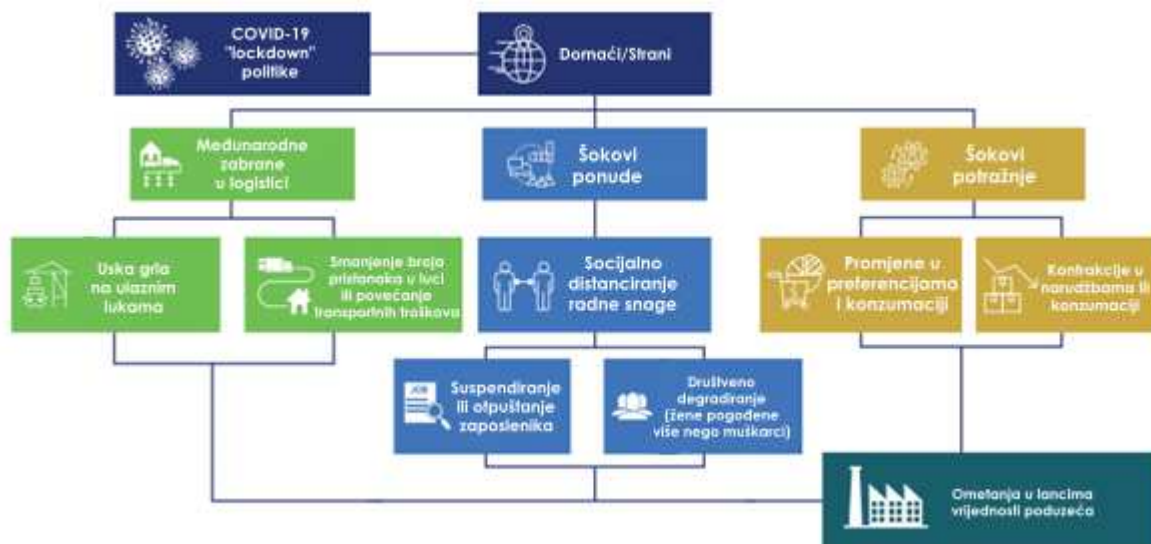 COVID-19
"lockdown"
politike
Domaći/Strani
Međunarodne
zabrane
u logistici
Šokovi
ponude
Šokovi
potražnje
Uska grla
na ulaznim
lukama
Smanjenje broja
pristanaka u luci
ili povećanje
transportnih troškova
Socijalno
distanciranje
radne snage
Promjene u
preferencijama
i konzumaciji
Kontrakcije u
narudžbama ili
konzumaciji
JOB
Suspendiranje
ili otpuštanje
zaposlenika
Društveno
degradiranje
(žene pogođene
više nego muškarci)
Ometanja u lancima
vrijednosti poduzeća